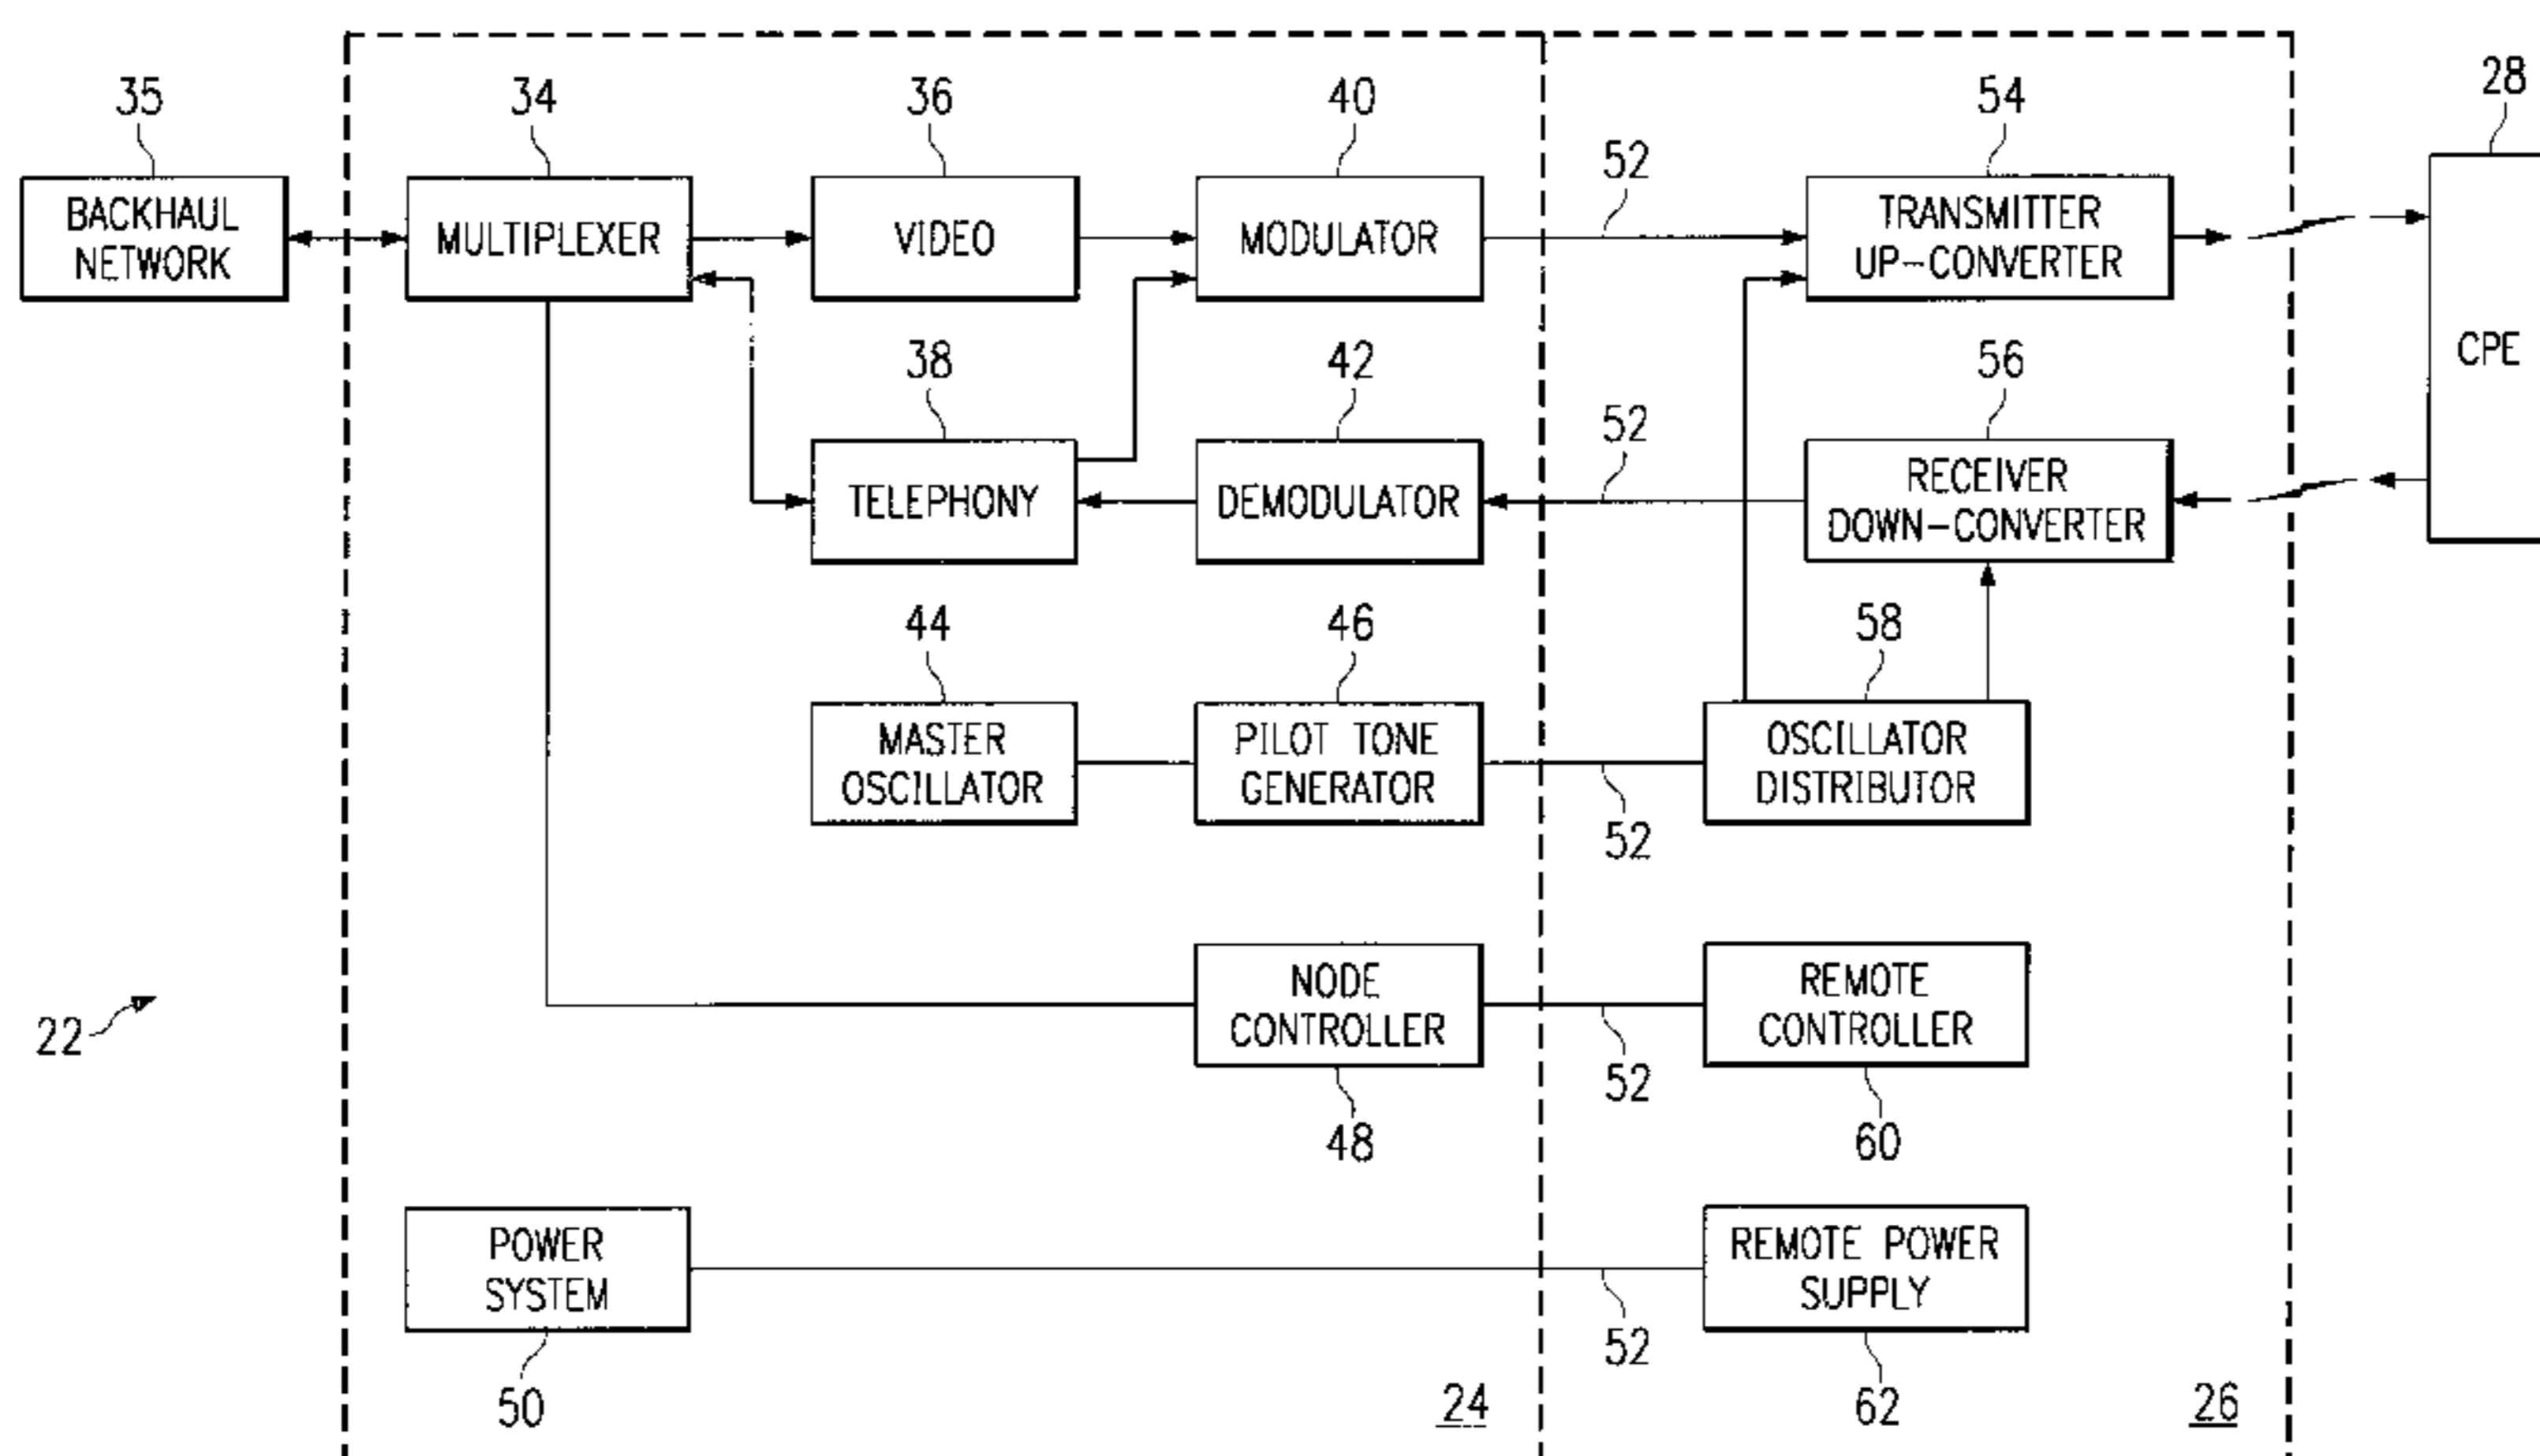 35
34
36
40
54
28
52
BACKHAUL
NETWORK
MULTIPLEXER
VIDEO
MODULATOR
TRANSMITTER
UP-CONVERTER
CPE
38
42
52
56
TELEPHONY
DEMODULATOR
RECEIVER
DOWN-CONVERTER
44
46
58
MASTER
OSCILLATOR
PILOT TONE
GENERATOR
52
OSCILLATOR
DISTRIBUTOR
22
NODE
CONTROLLER
52
REMOTE
CONTROLLER
48
60
POWER
SYSTEM
52
REMOTE POWER
SUPPLY
50
24
62
26